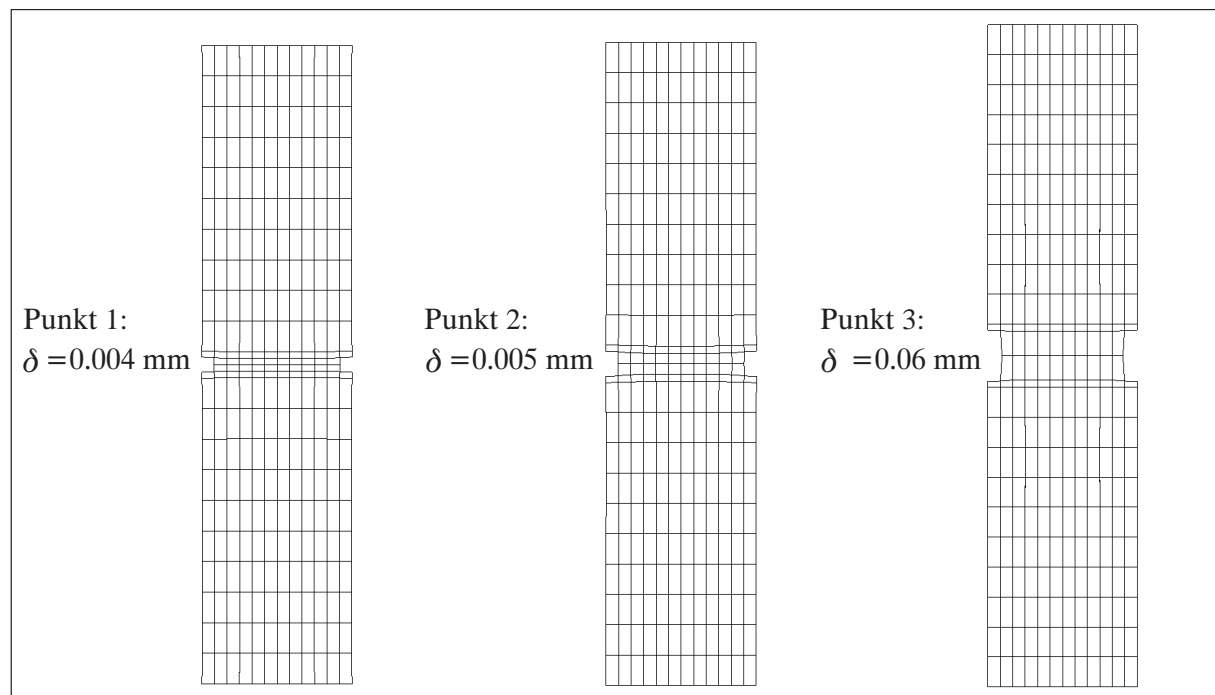 Punkt 1:
δ =0.004 mm
Punkt 2:
δ =0.005 mm
Punkt 3:
δ =0.06 mm